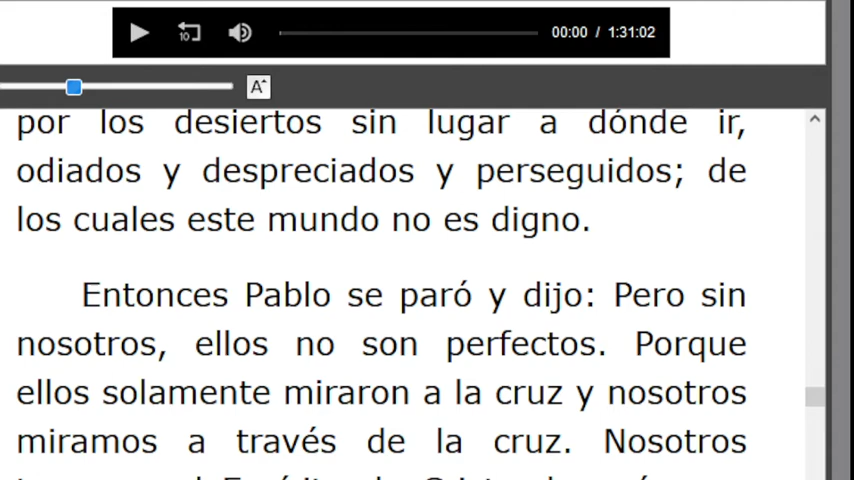 10
00:00 / 1:31:02
A^
por los desiertos sin lugar a dónde ir,
odiados y despreciados y perseguidos; de
los cuales este mundo no es digno.
Entonces Pablo se paró y dijo: Pero sin
nosotros, ellos no son perfectos. Porque
ellos solamente miraron a la cruz y nosotros
miramos a través de la cruz. Nosotros